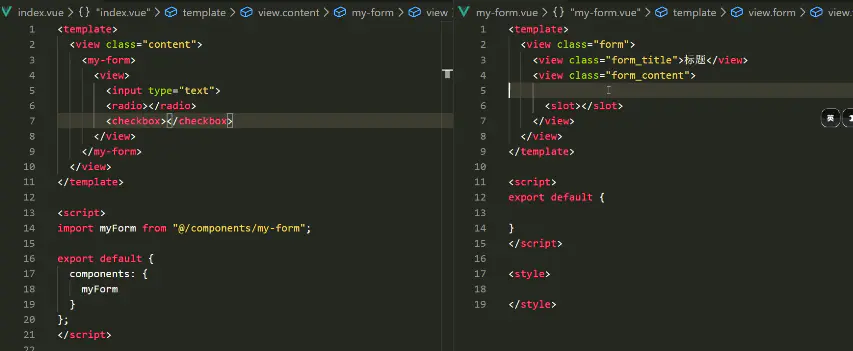 index.vue > {} "index.vue" > template > view.content > my-form > view
1 <template>
2 <view class="content">
3 <my-form>
4 <view>
5 <input type="text">
6 <radio></radio>
7 <checkbox></checkbox>
8 </view>
9 </my-form>
10 </view>
11 </template>
12
13 <script>
14 import myForm from "@/components/my-form";
15
16 export default {
17 components: {
18 myForm
19 }
20 };
21 </script>
22
my-form.vue > {} "my-form.vue" > template > view.form > view.form_content
1 <template>
2 <view class="form">
3 <view class="form_title">标题</view>
4 <view class="form_content">
5
6 <slot></slot>
7 </view>
8 </view>
9 </template>
10
11 <script>
12 export default {
13
14 }
15 </script>
16
17 <style>
18
19 </style>
英